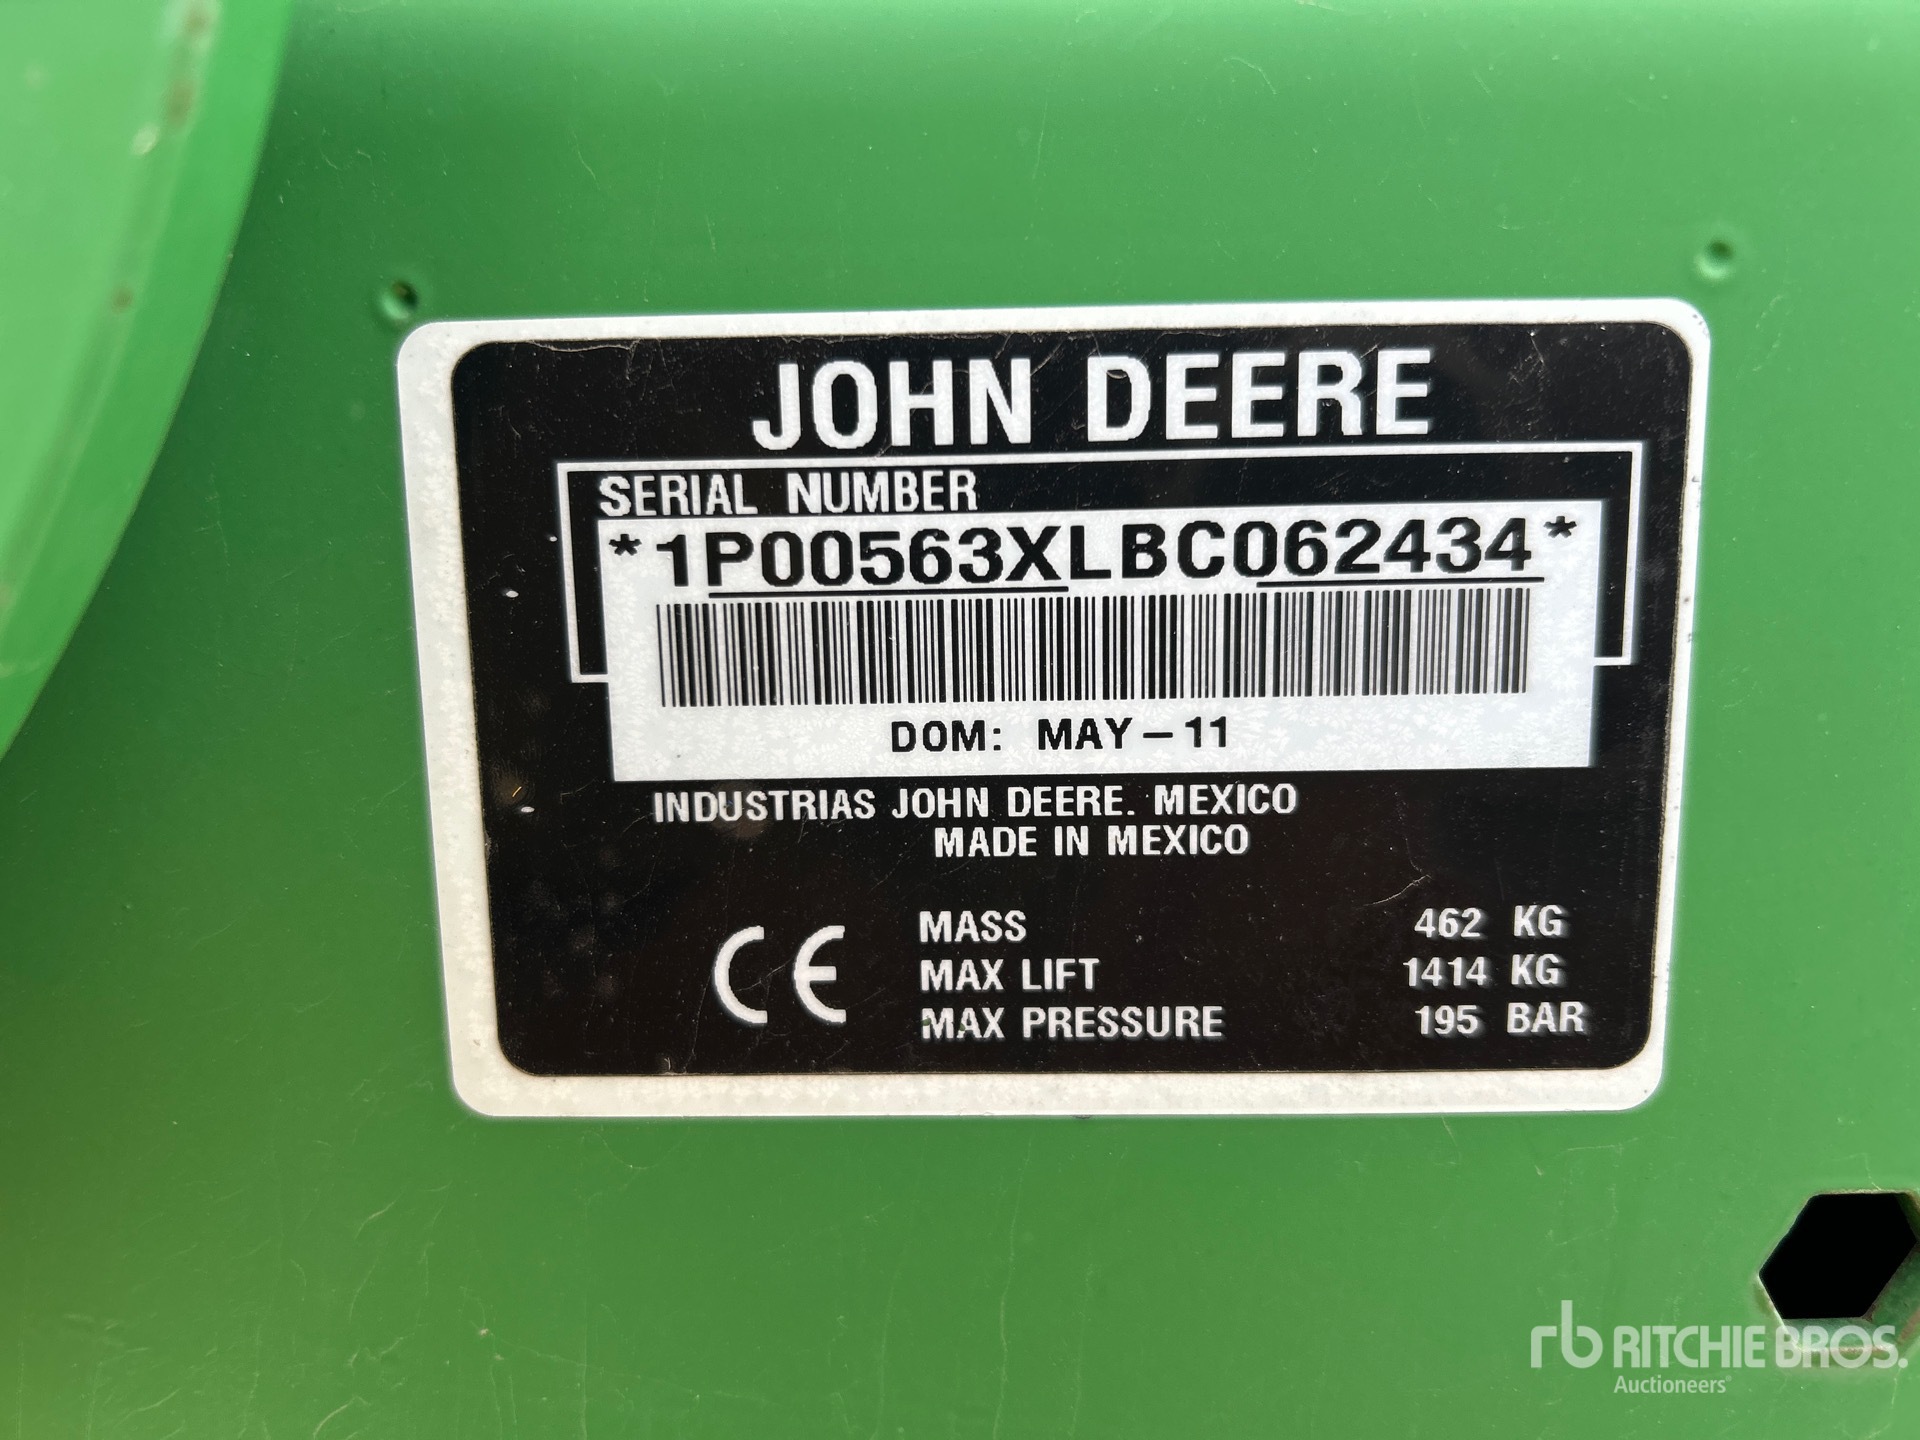 JOHN DEERE
SERIAL NUMBER
*1P00563XLBC062434*
DOM: MAY-11
INDUSTRIAS JOHN DEERE. MEXICO
MADE IN MEXICO
CE
MASS 462 KG
MAX LIFT 1414 KG
MAX PRESSURE 195 BAR
rb RITCHIE BROS.
Auctioneers